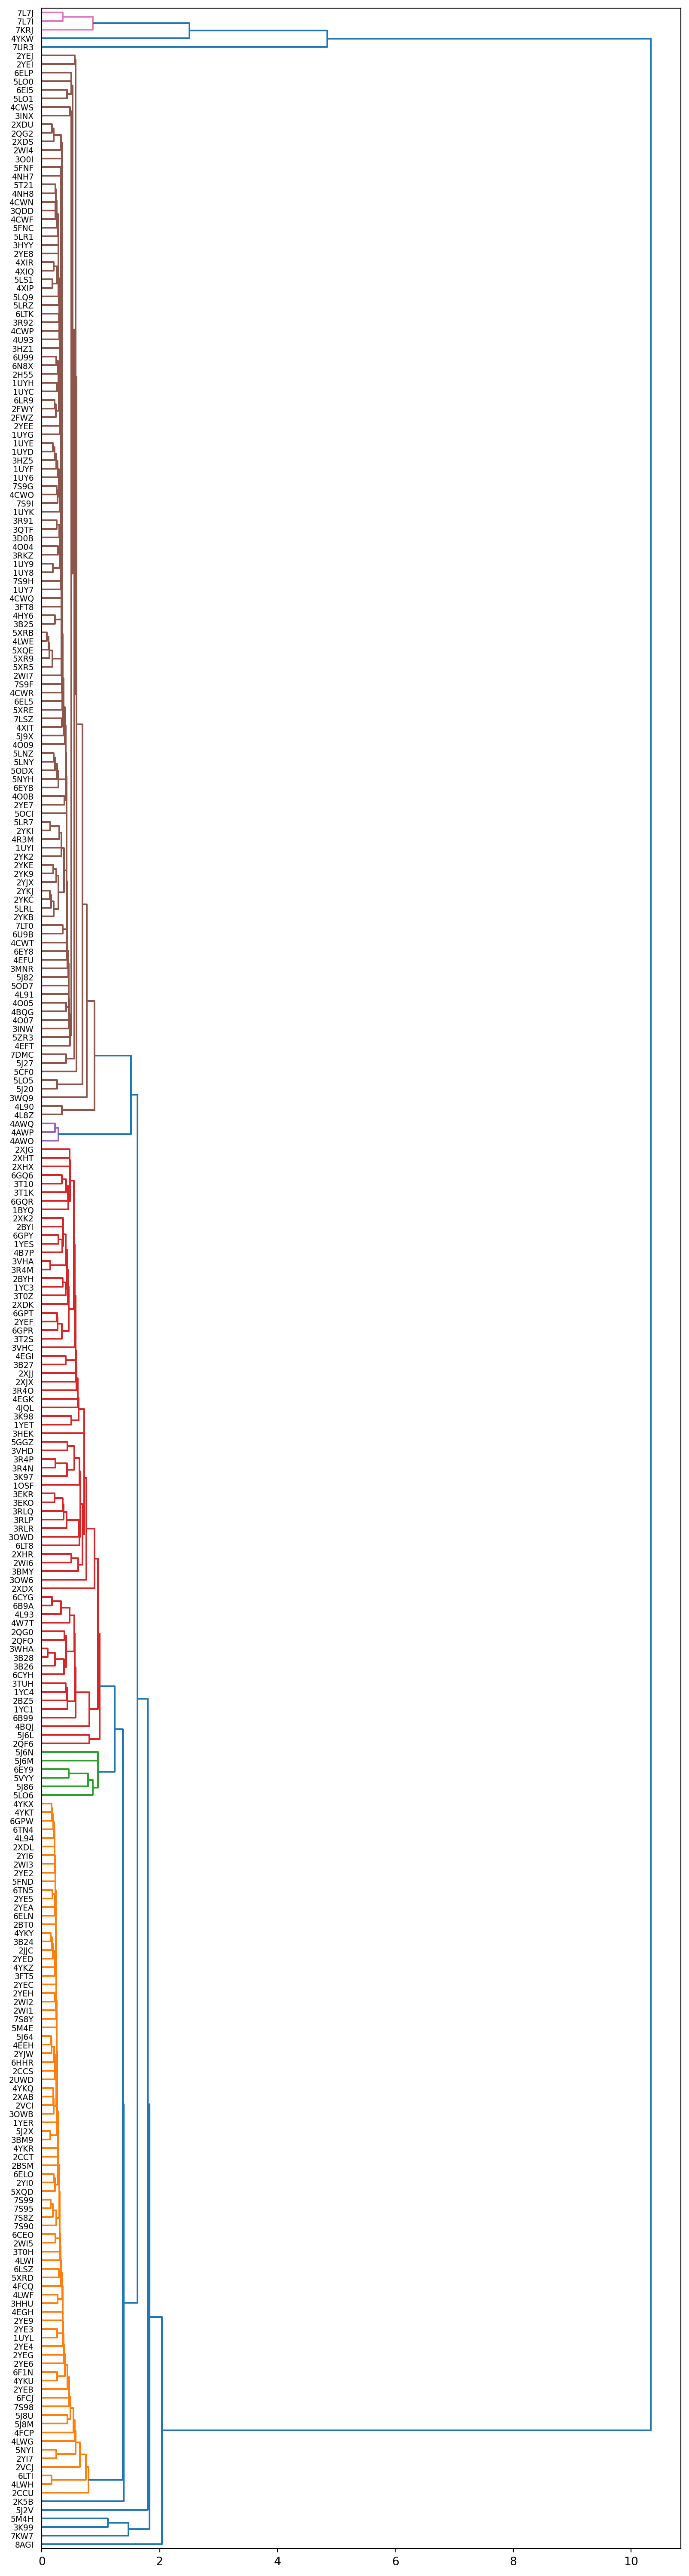 7L7J
7L7I
7KRJ
4YKW
7UR3
2YEJ
2YEI
6ELP
5LO0
6EI5
5LO1
4CWS
3INX
2XDU
2QG2
2XDS
2WI4
3O0I
5FNF
4NH7
5T21
4NH8
4CWN
3QDD
4CWF
5FNC
5LR1
3HYY
2YE8
4XIR
4XIQ
5LS1
4XIP
5LQ9
5LRZ
6LTK
3R92
4CWP
4U93
3HZ1
6U99
6N8X
2H55
1UYH
1UYC
6LR9
2FWY
2FWZ
2YEE
1UYG
1UYE
1UYD
3HZ5
1UYF
1UY6
7S9G
4CWO
7S9I
1UYK
3R91
3QTF
3D0B
4O04
3RKZ
1UY9
1UY8
7S9H
1UY7
4CWQ
3FT8
4HY6
3B25
5XRB
4LWE
5XQE
5XR9
5XR5
2WI7
7S9F
4CWR
6EL5
5XRE
7LSZ
4XIT
5J9X
4O09
5LNZ
5LNY
5ODX
5NYH
6EYB
4O0B
2YE7
5OCI
5LR7
2YKI
4R3M
1UYI
2YK2
2YKE
2YK9
2YJX
2YKJ
2YKC
5LRL
2YKB
7LT0
6U9B
4CWT
6EY8
4EFU
3MNR
5J82
5OD7
4L91
4O05
4BQG
4O07
3INW
5ZR3
4EFT
7DMC
5J27
5CF0
5LO5
5J20
3WQ9
4L90
4L8Z
4AWQ
4AWP
4AWO
2XJG
2XHT
2XHX
6GQ6
3T10
3T1K
6GQR
1BYQ
2XK2
2BYI
6GPY
1YES
4B7P
3VHA
3R4M
2BYH
1YC3
3T0Z
2XDK
6GPT
2YEF
6GPR
3T2S
3VHC
4EGI
3B27
2XJJ
2XJX
3R4O
4EGK
4JQL
3K98
1YET
3HEK
5GGZ
3VHD
3R4P
3R4N
3K97
1OSF
3EKR
3EKO
3RLQ
3RLP
3RLR
3OWD
6LT8
2XHR
2WI6
3BMY
3OW6
2XDX
6CYG
6B9A
4L93
4W7T
2QG0
2QFO
3WHA
3B28
3B26
6CYH
3TUH
1YC4
2BZ5
1YC1
6B99
4BQJ
5J6L
2QF6
5J6N
5J6M
6EY9
5VYY
5J86
5LO6
4YKX
4YKT
6GPW
6TN4
4L94
2XDL
2YI6
2WI3
2YE2
5FND
6TN5
2YE5
2YEA
6ELN
2BT0
4YKY
3B24
2JJC
2YED
4YKZ
3FT5
2YEC
2YEH
2WI2
2WI1
7S8Y
5M4E
5J64
4EEH
2YJW
6HHR
2CCS
2UWD
4YKQ
2XAB
2VCI
3OWB
1YER
5J2X
3BM9
4YKR
2CCT
2BSM
6ELO
2YI0
5XQD
7S99
7S95
7S8Z
7S90
6CEO
2WI5
3T0H
4LWI
6LSZ
5XRD
4FCQ
4LWF
3HHU
4EGH
2YE9
2YE3
1UYL
2YE4
2YEG
2YE6
6F1N
4YKU
2YEB
6FCJ
7S98
5J8U
5J8M
4FCP
4LWG
5NYI
2YI7
2VCJ
6LTI
4LWH
2CCU
2K5B
5J2V
5M4H
3K99
7KW7
8AGI
0 2 4 6 8 10